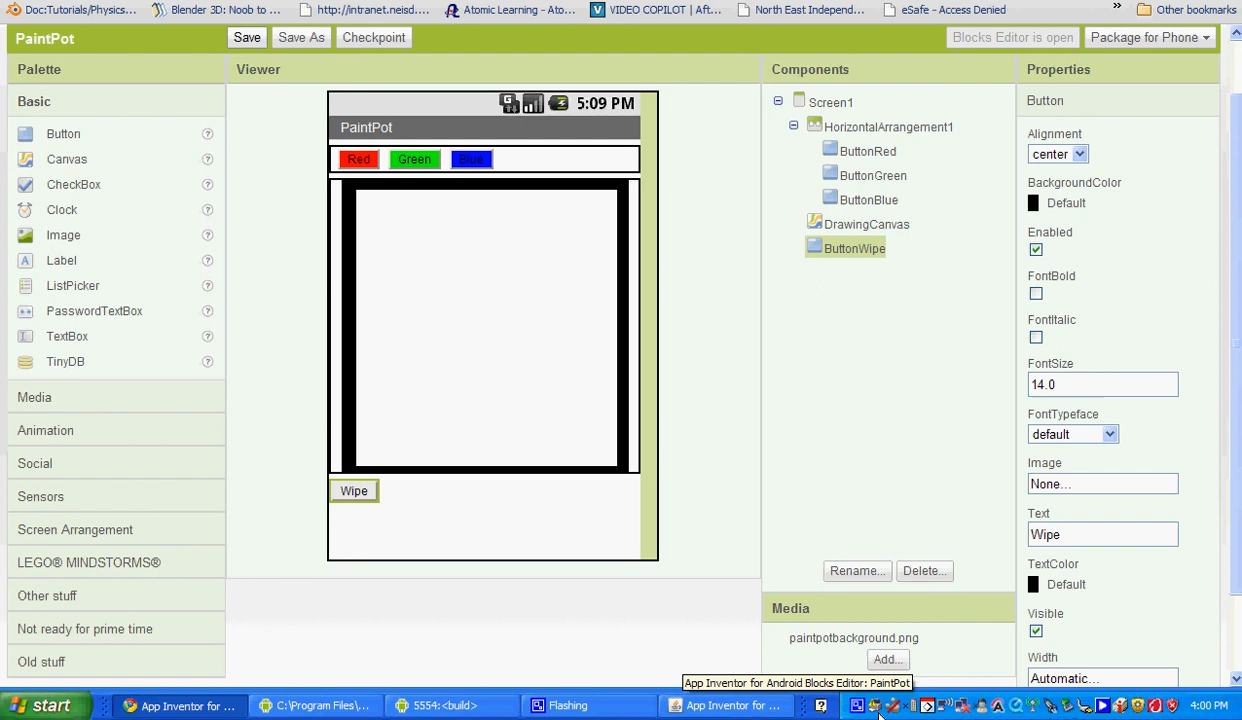 Doc:Tutorials/Physics... Blender 3D: Noob to ... http://intranet.neisd.... Atomic Learning - Ato... VIDEO COPILOT | Aft... North East Independ... eSafe - Access Denied » Other bookmarks
PaintPot Save Save As Checkpoint Blocks Editor is open Package for Phone
Palette Viewer Components Properties
Basic
Button ?
Canvas ?
CheckBox ?
Clock ?
Image ?
Label ?
ListPicker ?
PasswordTextBox ?
TextBox ?
TinyDB ?
Media
Animation
Social
Sensors
Screen Arrangement
LEGO® MINDSTORMS®
Other stuff
Not ready for prime time
Old stuff
5:09 PM
PaintPot
Red Green Blue
Wipe
Screen1
HorizontalArrangement1
ButtonRed
ButtonGreen
ButtonBlue
DrawingCanvas
ButtonWipe
Rename... Delete...
Media
paintpotbackground.png
Add...
Button
Alignment
center
BackgroundColor
Default
Enabled
FontBold
FontItalic
FontSize
14.0
FontTypeface
default
Image
None...
Text
Wipe
TextColor
Default
Visible
Width
Automatic...
App Inventor for Android Blocks Editor: PaintPot
start App Inventor for ... C:\Program Files\... 5554:<build> Flashing App Inventor for ... 4:00 PM